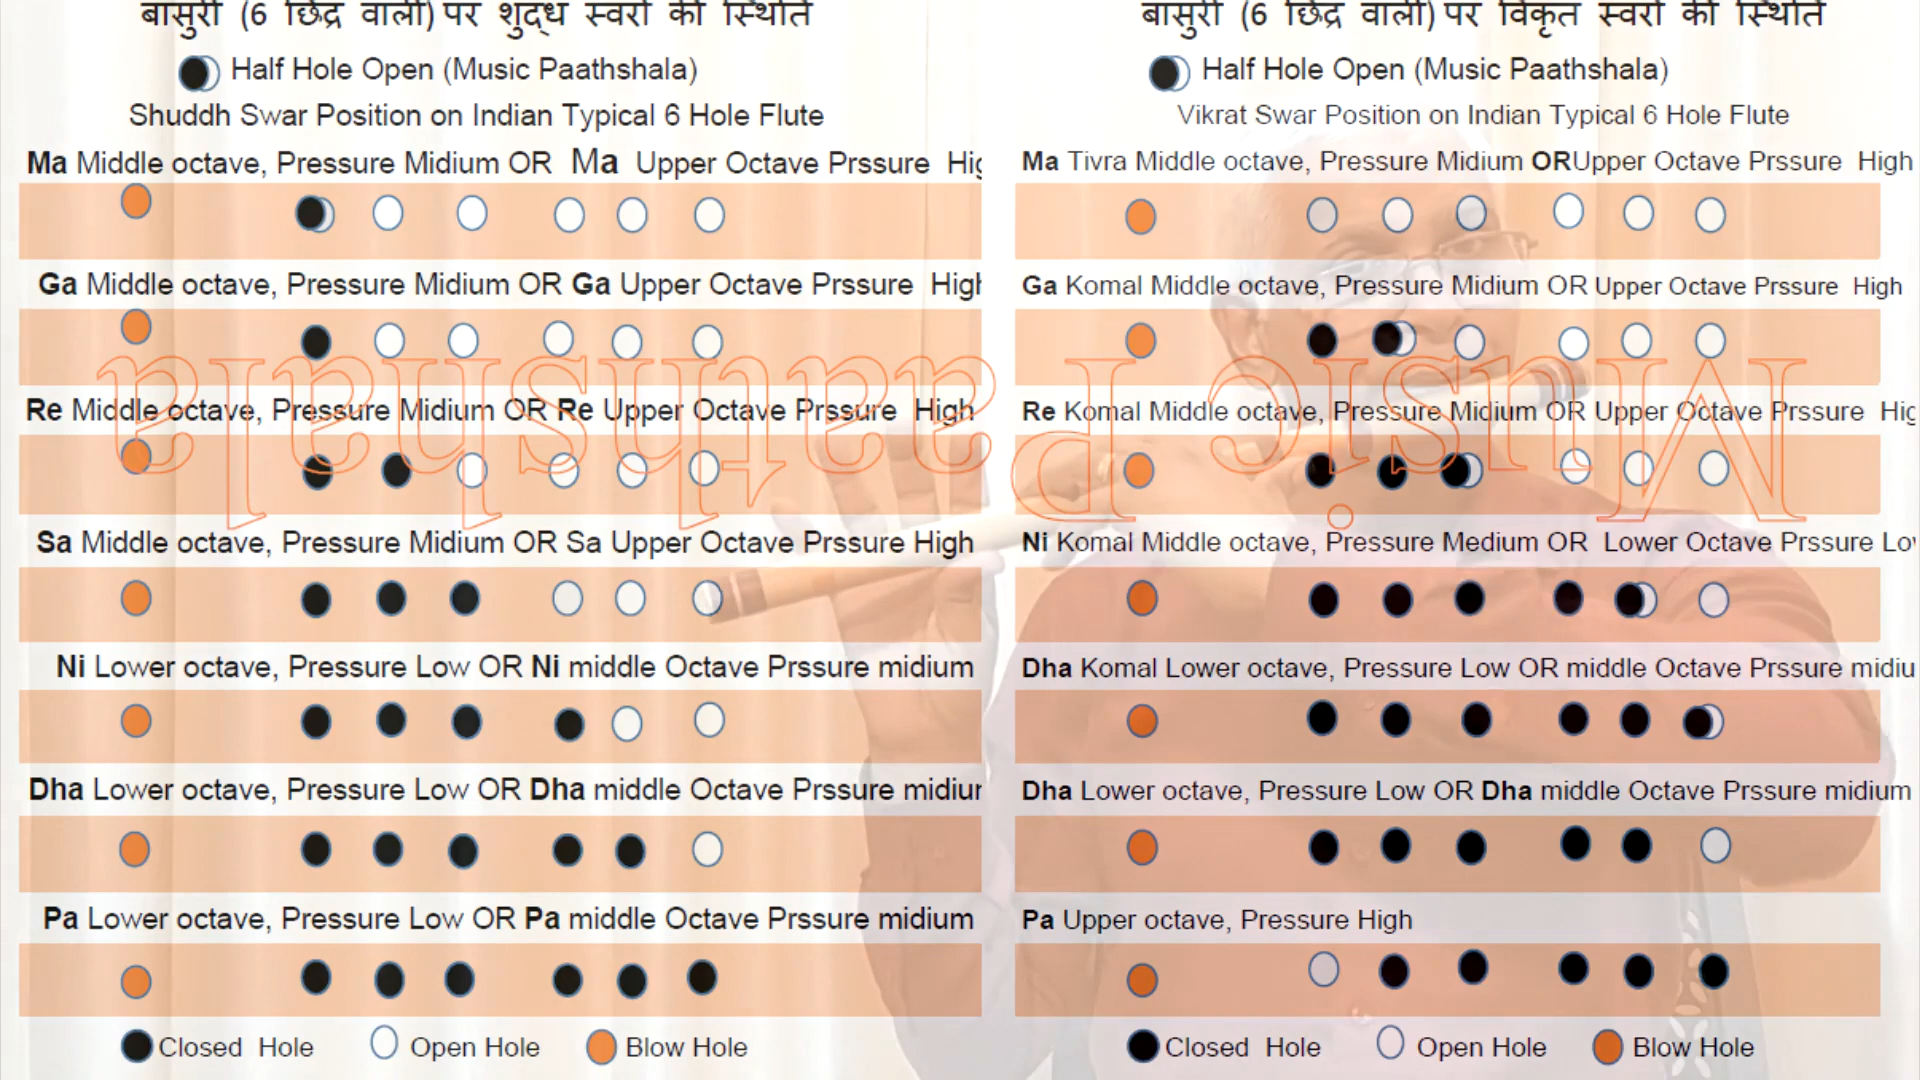 बांसुरी (6 छिद्र वाली) पर शुद्ध स्वरों की स्थिति
Half Hole Open (Music Paathshala)
Shuddh Swar Position on Indian Typical 6 Hole Flute
Ma Middle octave, Pressure Midium OR Ma Upper Octave Prssure Hig
Ga Middle octave, Pressure Midium OR Ga Upper Octave Prssure High
Re Middle octave, Pressure Midium OR Re Upper Octave Prssure High
Sa Middle octave, Pressure Midium OR Sa Upper Octave Prssure High
Ni Lower octave, Pressure Low OR Ni middle Octave Prssure midium
Dha Lower octave, Pressure Low OR Dha middle Octave Prssure midiur
Pa Lower octave, Pressure Low OR Pa middle Octave Prssure midium
Closed Hole Open Hole Blow Hole
बांसुरी (6 छिद्र वाली) पर विकृत स्वरों की स्थिति
Half Hole Open (Music Paathshala)
Vikrat Swar Position on Indian Typical 6 Hole Flute
Ma Tivra Middle octave, Pressure Midium ORUpper Octave Prssure High
Ga Komal Middle octave, Pressure Midium OR Upper Octave Prssure High
Re Komal Middle octave, Pressure Midium OR Upper Octave Prssure Hig
Ni Komal Middle octave, Pressure Medium OR Lower Octave Prssure Lo
Dha Komal Lower octave, Pressure Low OR middle Octave Prssure midiu
Dha Lower octave, Pressure Low OR Dha middle Octave Prssure midium
Pa Upper octave, Pressure High
Closed Hole Open Hole Blow Hole
Music Paathshala